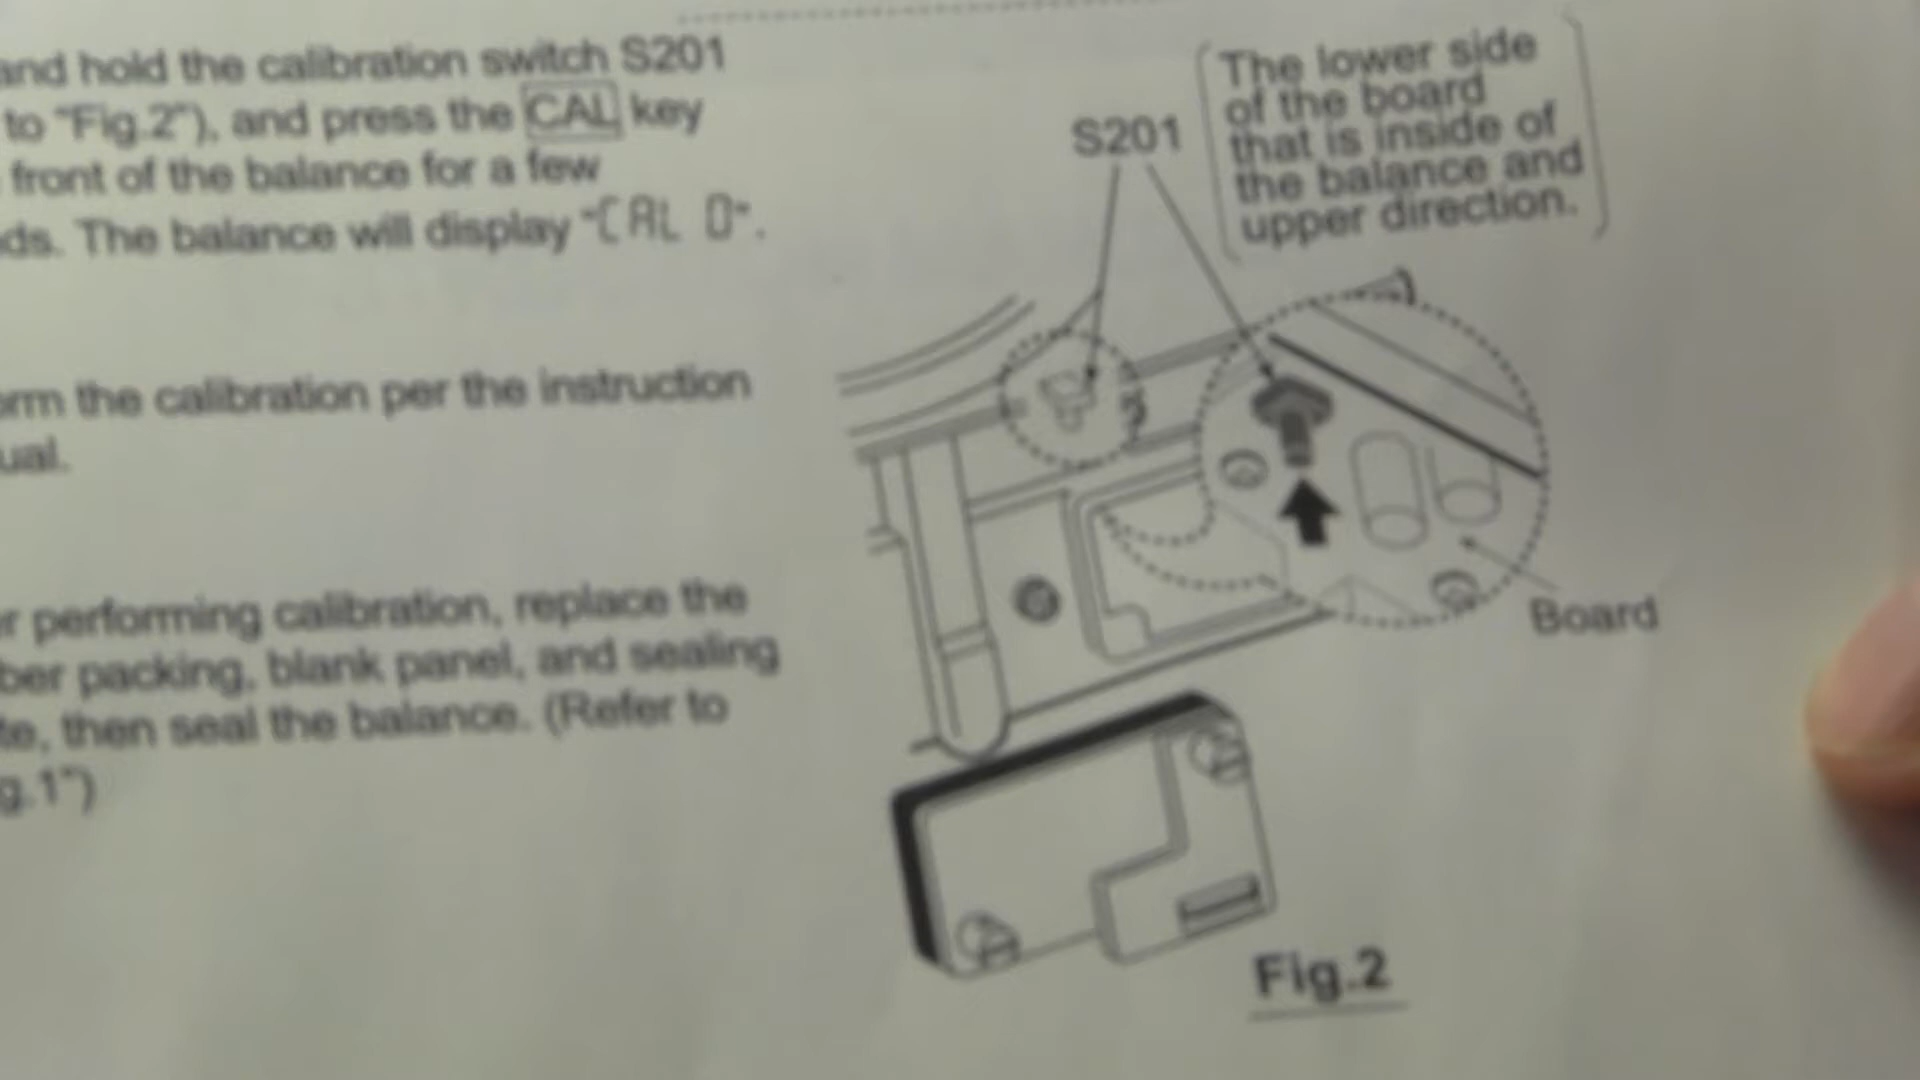 and hold the calibration switch S201
to "Fig.2"), and press the CAL key
front of the balance for a few
ds. The balance will display "CAL 0".
orm the calibration per the instruction
ual.
r performing calibration, replace the
ber packing, blank panel, and sealing
te, then seal the balance. (Refer to
g.1")
S201
The lower side
of the board
that is inside of
the balance and
upper direction.
Board
Fig.2